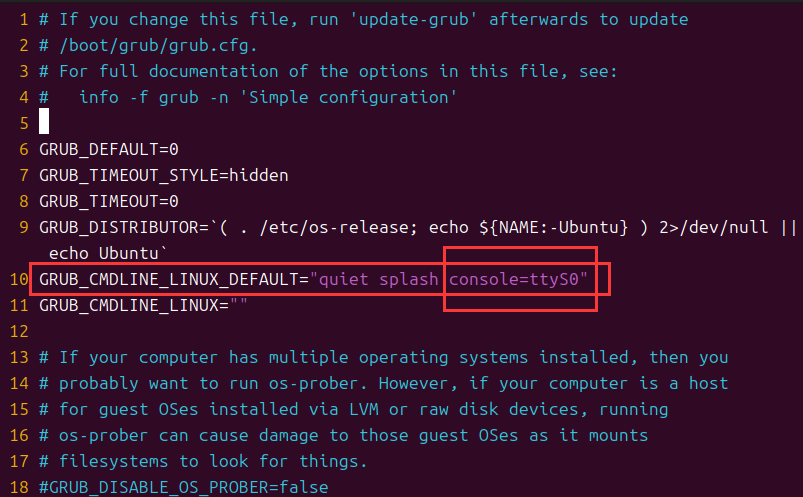 1 # If you change this file, run 'update-grub' afterwards to update
2 # /boot/grub/grub.cfg.
3 # For full documentation of the options in this file, see:
4 #   info -f grub -n 'Simple configuration'
5
6 GRUB_DEFAULT=0
7 GRUB_TIMEOUT_STYLE=hidden
8 GRUB_TIMEOUT=0
9 GRUB_DISTRIBUTOR=`( . /etc/os-release; echo ${NAME:-Ubuntu} ) 2>/dev/null ||
echo Ubuntu`
10 GRUB_CMDLINE_LINUX_DEFAULT="quiet splash console=ttyS0"
11 GRUB_CMDLINE_LINUX=""
12
13 # If your computer has multiple operating systems installed, then you
14 # probably want to run os-prober. However, if your computer is a host
15 # for guest OSes installed via LVM or raw disk devices, running
16 # os-prober can cause damage to those guest OSes as it mounts
17 # filesystems to look for things.
18 #GRUB_DISABLE_OS_PROBER=false